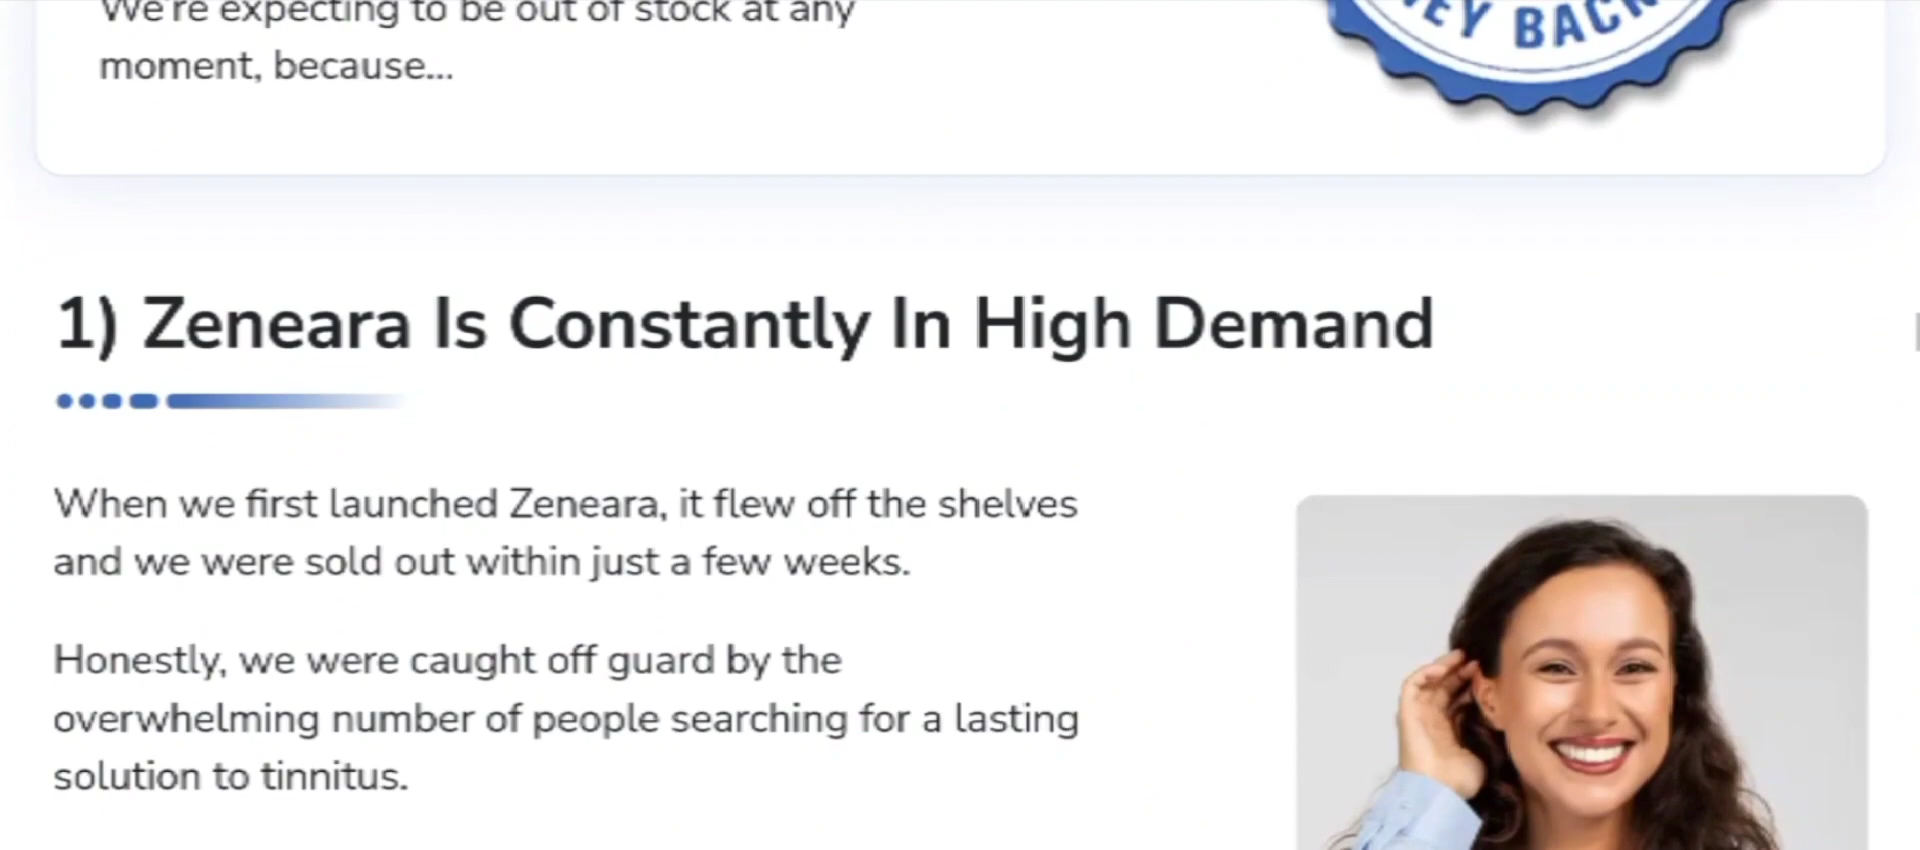 We're expecting to be out of stock at any
moment, because...
EY BACK
1) Zeneara Is Constantly In High Demand
When we first launched Zeneara, it flew off the shelves
and we were sold out within just a few weeks.
Honestly, we were caught off guard by the
overwhelming number of people searching for a lasting
solution to tinnitus.